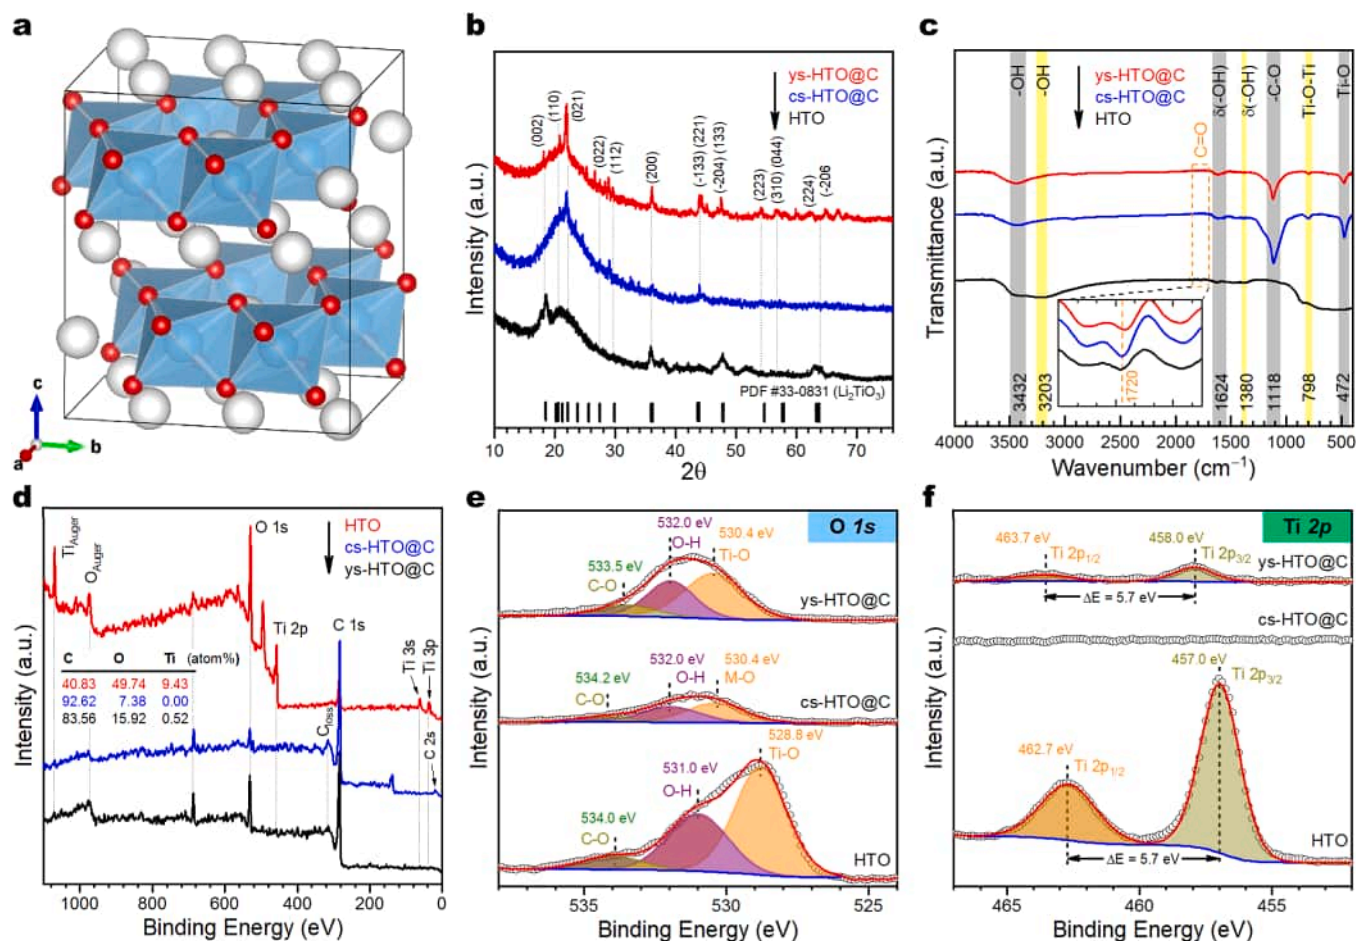 a
c
b
a
b
ys-HTO@C
cs-HTO@C
HTO
(002)
(110)
(021)
(022)
(112)
(200)
(-133) (221)
(-204) (133)
(223)
(310) (044)
(224)
(-206)
PDF #33-0831 (Li₂TiO₃)
Intensity (a.u.)
10 20 30 40 50 60 70
2θ
c
ys-HTO@C
cs-HTO@C
HTO
-OH
-OH
C=O
δ(-OH)
δ(-OH)
-C-O
Ti-O-Ti
Ti-O
1720
3432
3203
1624
1380
1118
798
472
Transmittance (a.u.)
4000 3000 2000 1000 400
Wavenumber (cm⁻¹)
d
HTO
cs-HTO@C
ys-HTO@C
Ti_Auger
O_Auger
O 1s
Ti 2p
C 1s
C_loss
Ti 3s
Ti 3p
C 2s
C O Ti (atom%)
40.83 49.74 9.43
92.62 7.38 0.00
83.56 15.92 0.52
Intensity (a.u.)
1000 800 600 400 200 0
Binding Energy (eV)
e
O 1s
532.0 eV
O-H
530.4 eV
Ti-O
533.5 eV
C-O
ys-HTO@C
532.0 eV
O-H
530.4 eV
M-O
534.2 eV
C-O
cs-HTO@C
528.8 eV
Ti-O
531.0 eV
O-H
534.0 eV
C-O
HTO
Intensity (a.u.)
535 530 525
Binding Energy (eV)
f
Ti 2p
463.7 eV
Ti 2p₁/₂
458.0 eV
Ti 2p₃/₂
ys-HTO@C
ΔE = 5.7 eV
cs-HTO@C
457.0 eV
Ti 2p₃/₂
462.7 eV
Ti 2p₁/₂
HTO
ΔE = 5.7 eV
Intensity (a.u.)
465 460 455
Binding Energy (eV)